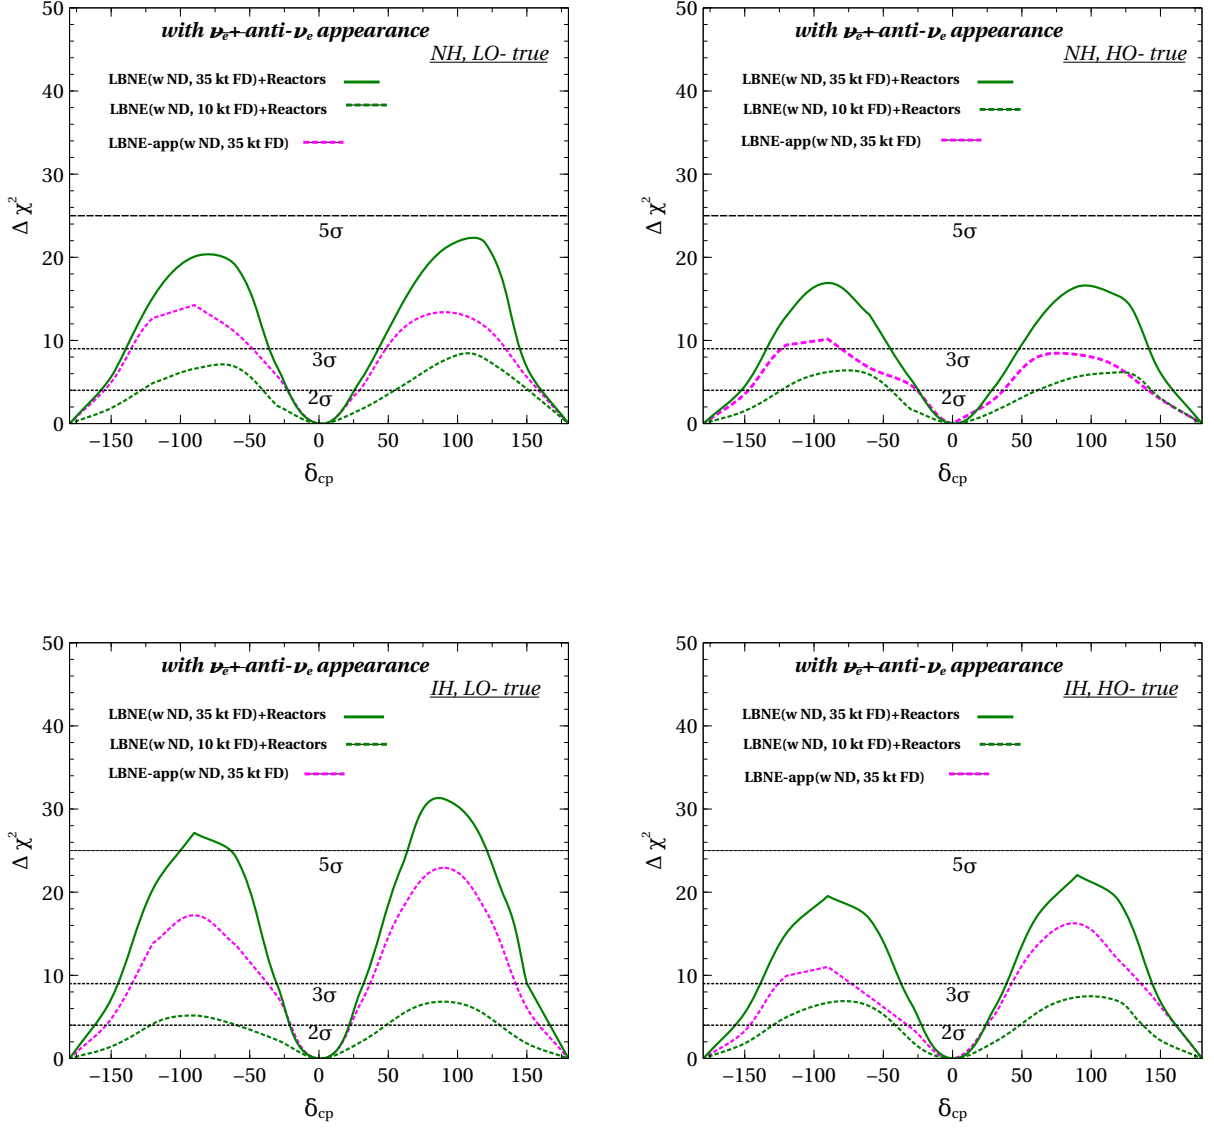 with νe+anti-νe appearance
NH, LO- true
LBNE(w ND, 35 kt FD)+Reactors
LBNE(w ND, 10 kt FD)+Reactors
LBNE-app(w ND, 35 kt FD)
50
40
30
20
10
0
Δ χ²
5σ
3σ
2σ
−150 −100 −50 0 50 100 150
δcp
with νe+anti-νe appearance
NH, HO- true
LBNE(w ND, 35 kt FD)+Reactors
LBNE(w ND, 10 kt FD)+Reactors
LBNE-app(w ND, 35 kt FD)
50
40
30
20
10
0
Δ χ²
5σ
3σ
2σ
−150 −100 −50 0 50 100 150
δcp
with νe+anti-νe appearance
IH, LO- true
LBNE(w ND, 35 kt FD)+Reactors
LBNE(w ND, 10 kt FD)+Reactors
LBNE-app(w ND, 35 kt FD)
50
40
30
20
10
0
Δ χ²
5σ
3σ
2σ
−150 −100 −50 0 50 100 150
δcp
with νe+anti-νe appearance
IH, HO- true
LBNE(w ND, 35 kt FD)+Reactors
LBNE(w ND, 10 kt FD)+Reactors
LBNE-app(w ND, 35 kt FD)
50
40
30
20
10
0
Δ χ²
5σ
3σ
2σ
−150 −100 −50 0 50 100 150
δcp